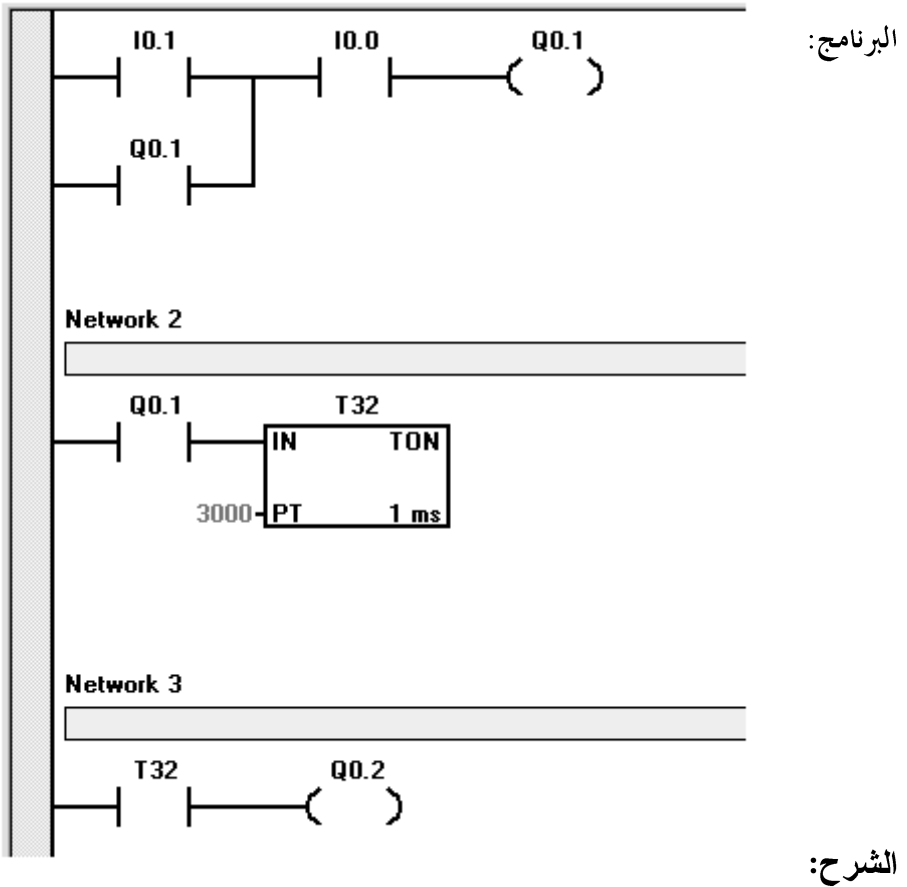 البرنامج:
I0.1 I0.0 Q0.1
Q0.1
Network 2
Q0.1 T32
IN TON
3000 PT 1 ms
Network 3
T32 Q0.2
الشرح: